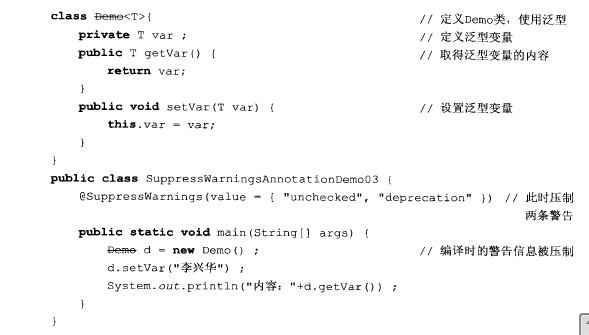 class Demo<T>{ // 定义Demo类，使用泛型
private T var ; // 定义泛型变量
public T getVar() { // 取得泛型变量的内容
return var;
}
public void setVar(T var) { // 设置泛型变量
this.var = var;
}
}
public class SuppressWarningsAnnotationDemo03 {
@SuppressWarnings(value = { "unchecked", "deprecation" }) // 此时压制
两条警告
public static void main(String[] args) {
Demo d = new Demo() ; // 编译时的警告信息被压制
d.setVar("李兴华") ;
System.out.println("内容："+d.getVar()) ;
}
}